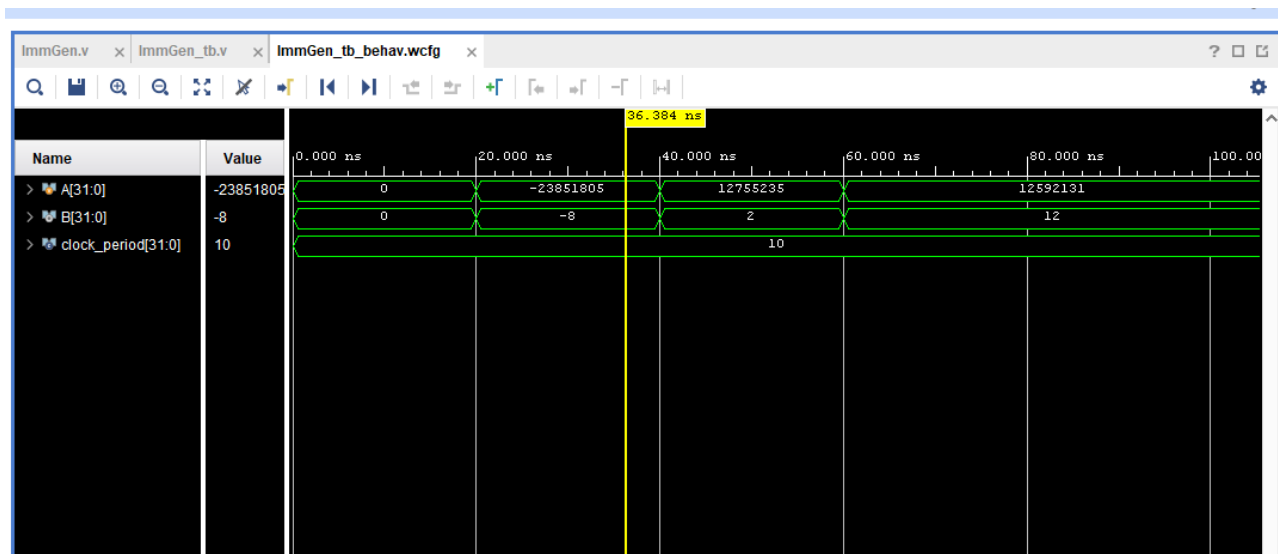 ImmGen.v × ImmGen_tb.v × ImmGen_tb_behav.wcfg ×
36.384 ns
Name Value 0.000 ns 20.000 ns 40.000 ns 60.000 ns 80.000 ns 100.00
A[31:0] -23851805 0 -23851805 12755235 12592131
B[31:0] -8 0 -8 2 12
clock_period[31:0] 10 10